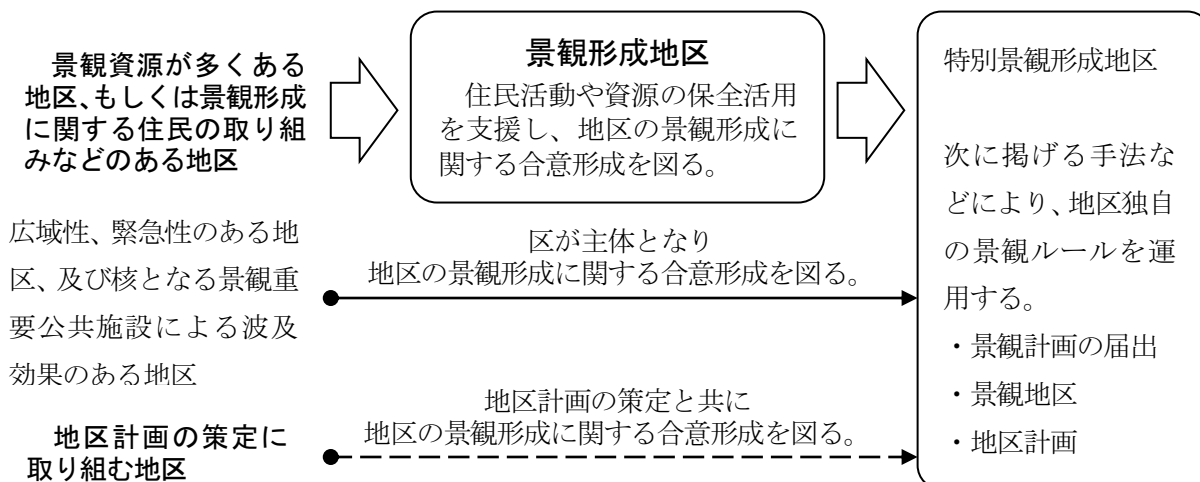 景観資源が多くある
地区、もしくは景観形成
に関する住民の取り組
みなどのある地区
景観形成地区
住民活動や資源の保全活用
を支援し、地区の景観形成に
関する合意形成を図る。
特別景観形成地区
次に掲げる手法な
どにより、地区独自
の景観ルールを運
用する。
・景観計画の届出
・景観地区
・地区計画
広域性、緊急性のある地
区、及び核となる景観重
要公共施設による波及
効果のある地区
区が主体となり
地区の景観形成に関する合意形成を図る。
地区計画の策定に
取り組む地区
地区計画の策定と共に
地区の景観形成に関する合意形成を図る。